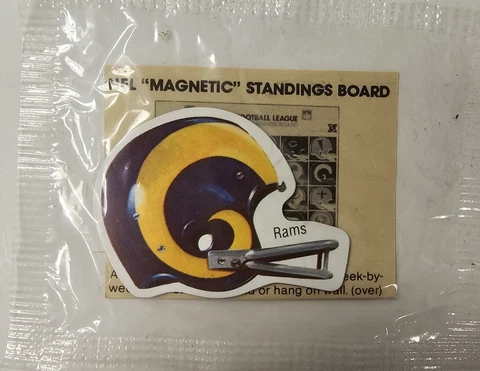 NFL "MAGNETIC" STANDINGS BOARD
FOOTBALL LEAGUE
Rams
eek-by-
we
or hang on wall. (over)